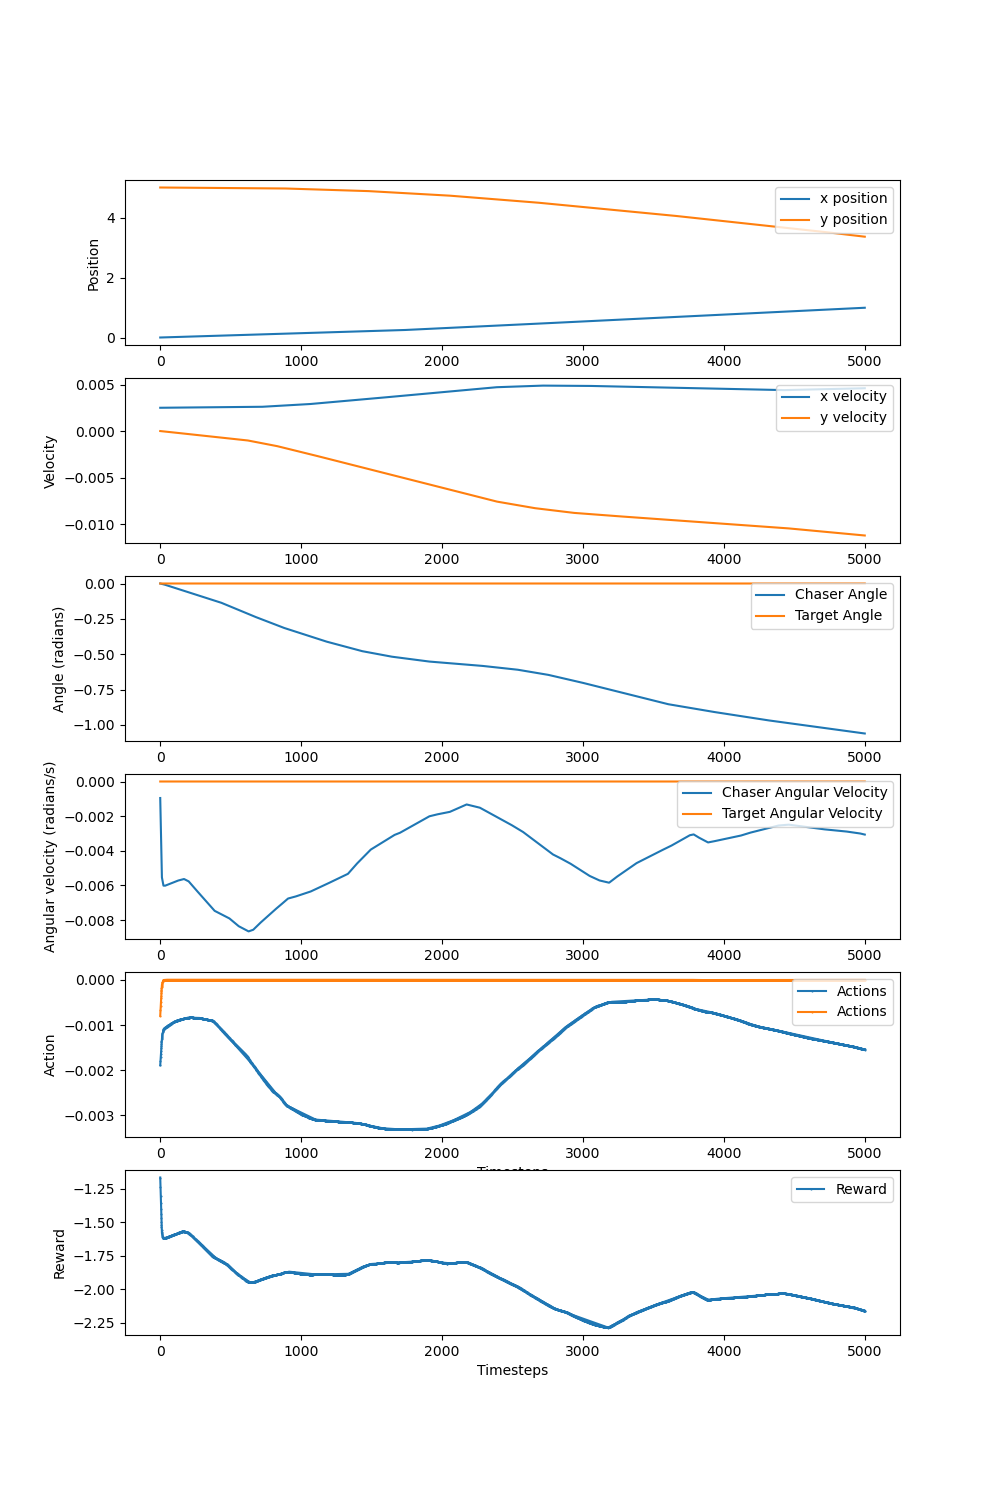 x position
y position
4
2
0
Position
0 1000 2000 3000 4000 5000
x velocity
y velocity
0.005
0.000
−0.005
−0.010
Velocity
0 1000 2000 3000 4000 5000
Chaser Angle
Target Angle
0.00
−0.25
−0.50
−0.75
−1.00
Angle (radians)
0 1000 2000 3000 4000 5000
Chaser Angular Velocity
Target Angular Velocity
0.000
−0.002
−0.004
−0.006
−0.008
Angular velocity (radians/s)
0 1000 2000 3000 4000 5000
Actions
Actions
0.000
−0.001
−0.002
−0.003
Action
0 1000 2000 3000 4000 5000
Timesteps
Reward
−1.25
−1.50
−1.75
−2.00
−2.25
Reward
0 1000 2000 3000 4000 5000
Timesteps